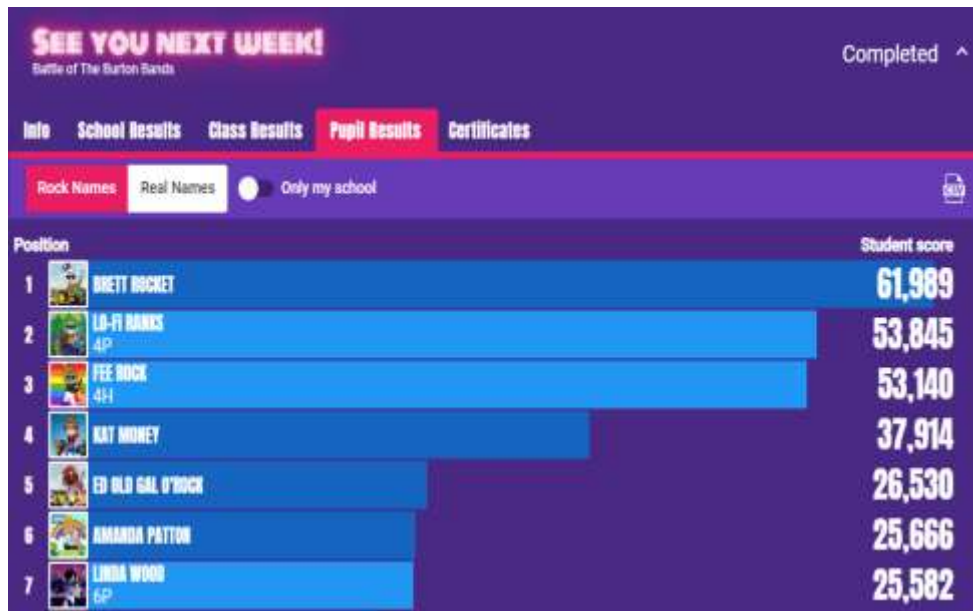 SEE YOU NEXT WEEK!
Battle of The Burton Bands
Completed
Info School Results Class Results Pupil Results Certificates
Rock Names Real Names Only my school
CSV
Position Student score
1 BRETT ROCKET 61,989
2 LO-FI RANKS 53,845
4P
3 FEE ROCK 53,140
4H
4 KAT MONEY 37,914
5 ED OLD GAL O'ROCK 26,530
6 AMANDA PATTON 25,666
7 LINDA WOOD 25,582
6P